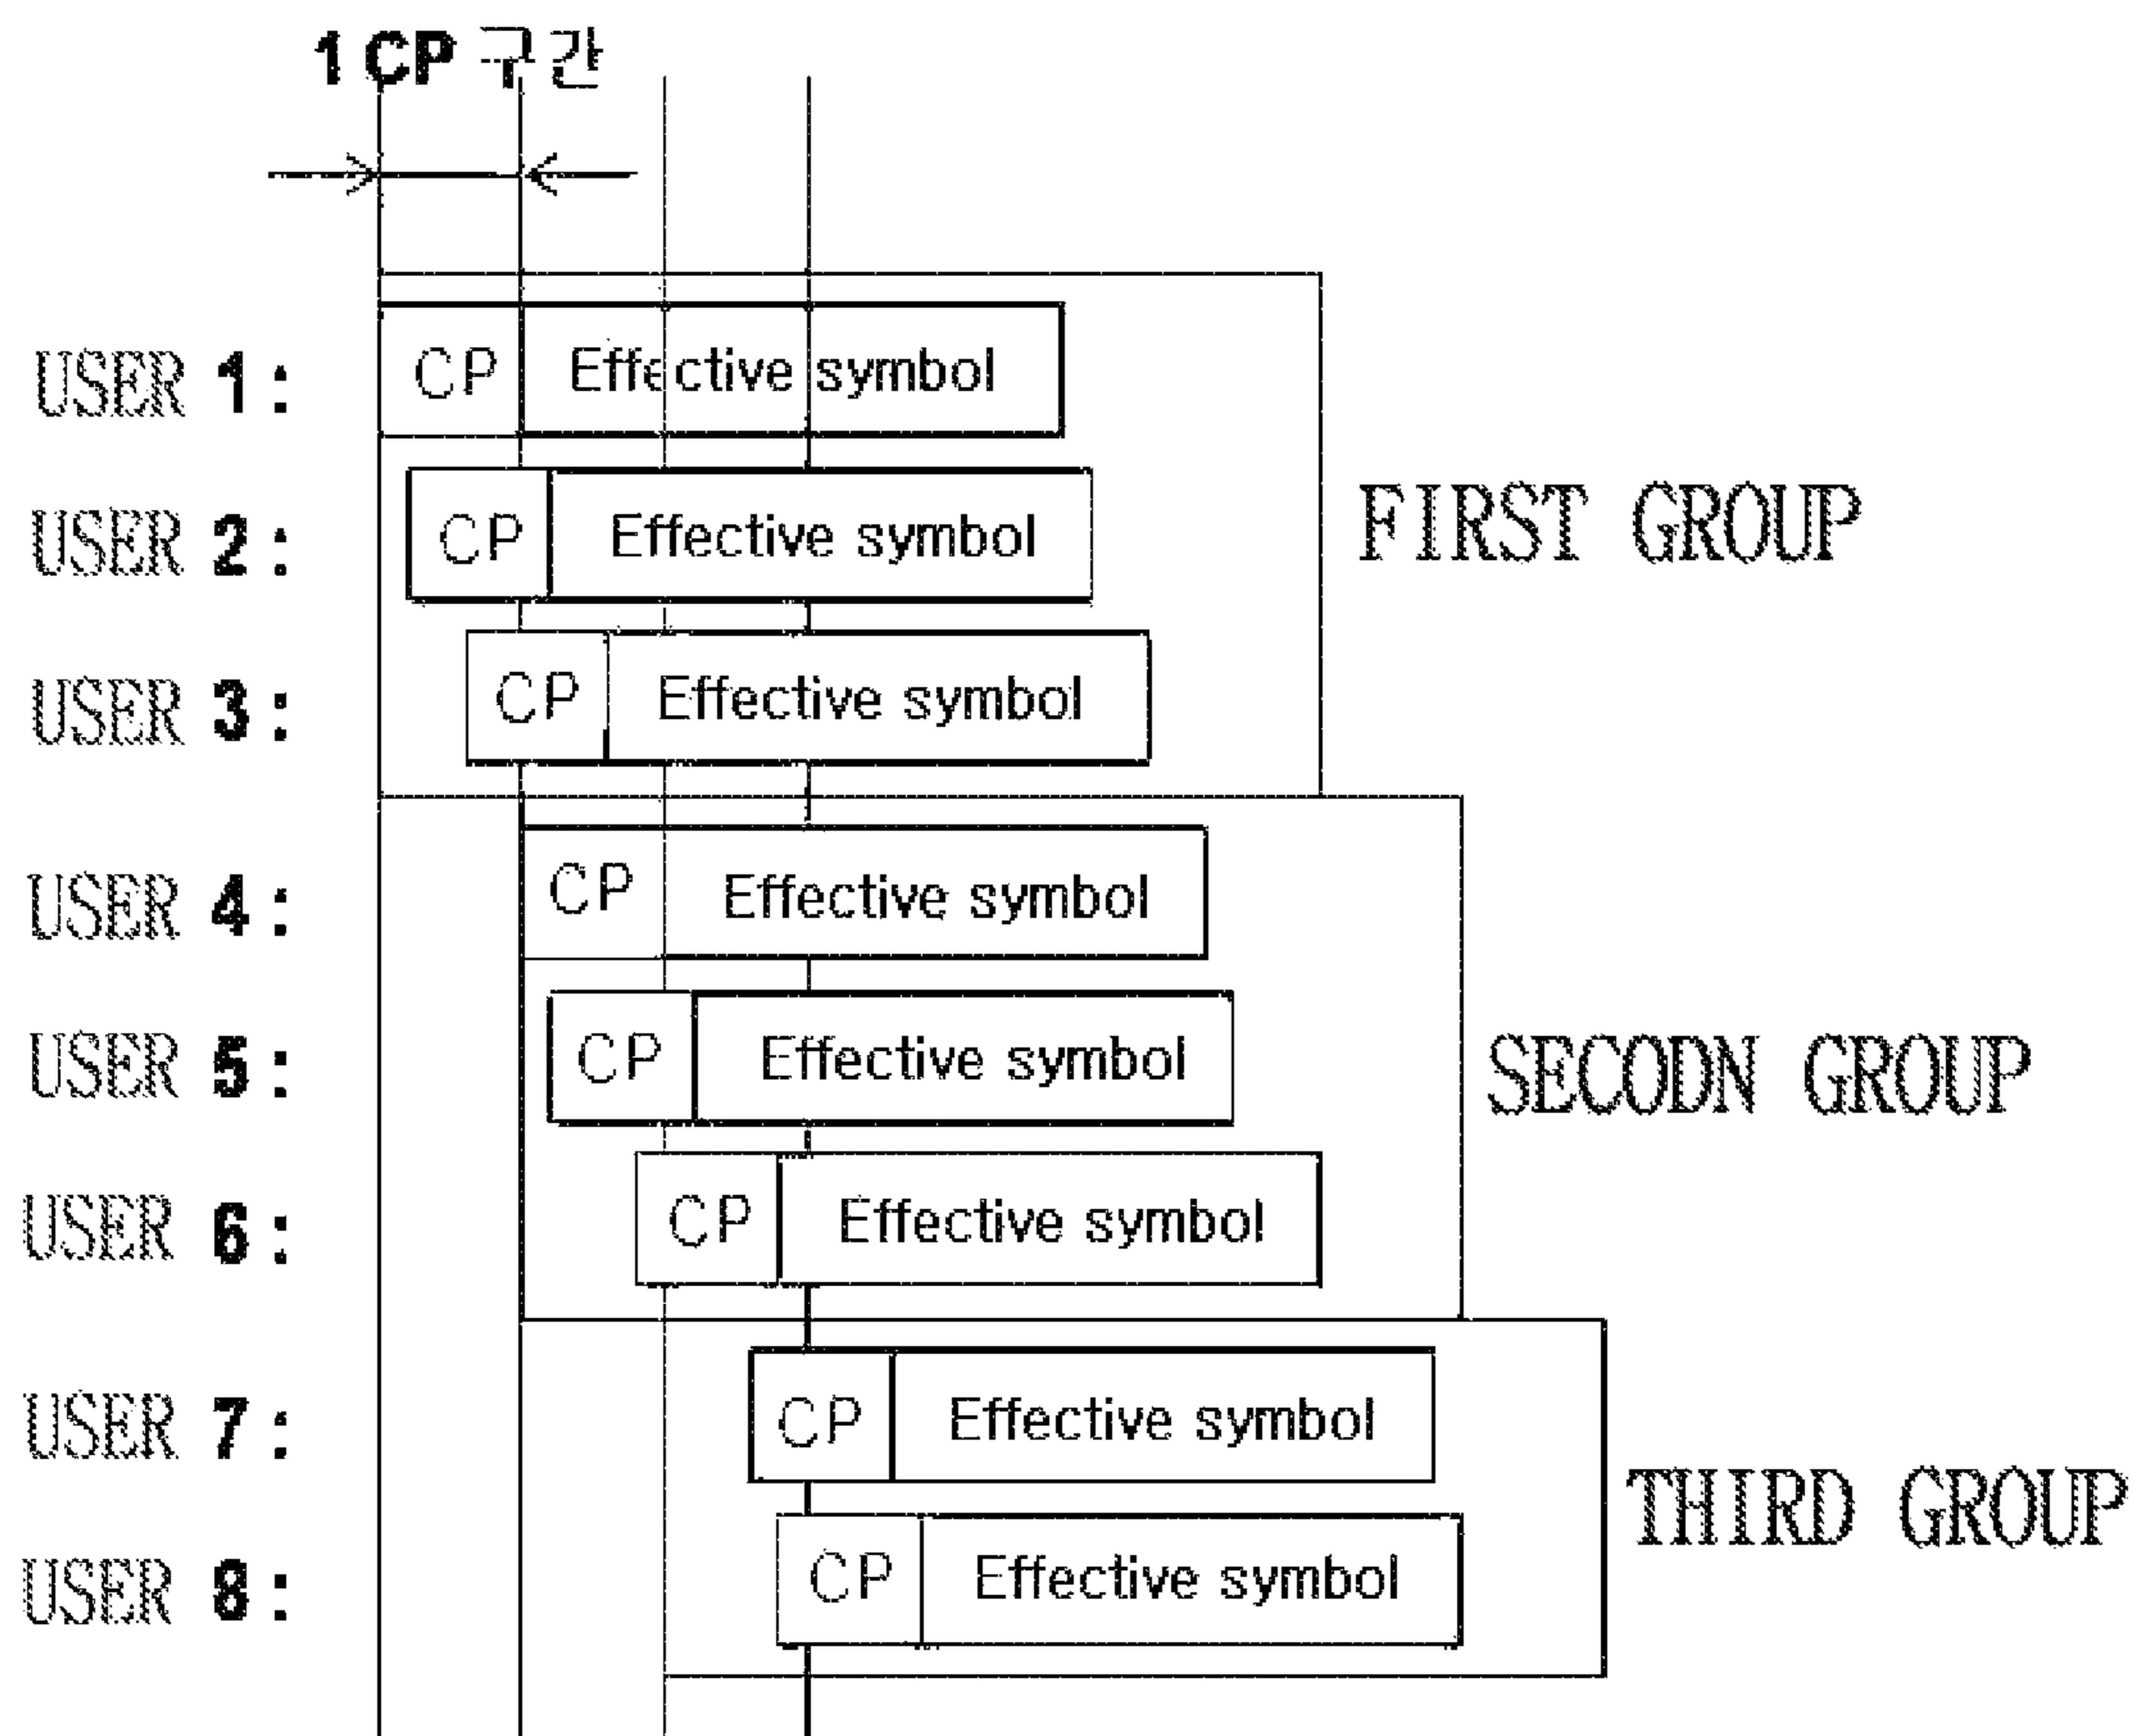 1 CP 구간
USER 1: CP Effective symbol
USER 2: CP Effective symbol
FIRST GROUP
USER 3: CP Effective symbol
USER 4: CP Effective symbol
USER 5: CP Effective symbol
SECODN GROUP
USER 6: CP Effective symbol
USER 7: CP Effective symbol
THIRD GROUP
USER 8: CP Effective symbol